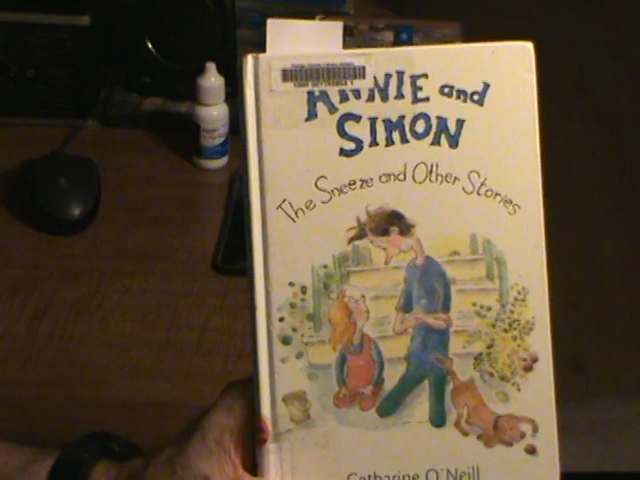 ANNIE and
SIMON
The Sneeze and Other Stories
Catharine O'Neill